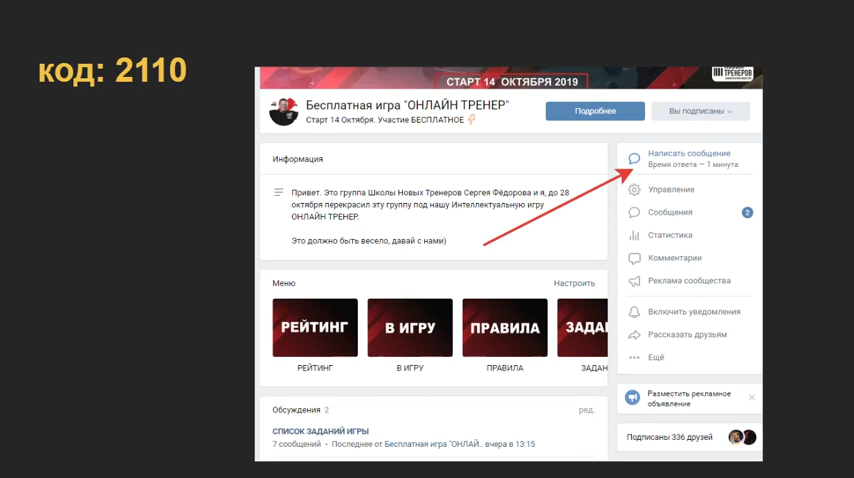 код: 2110
СТАРТ 14 ОКТЯБРЯ 2019
ТРЕНЕРОВ
Бесплатная игра "ОНЛАЙН ТРЕНЕР"
Старт 14 Октября. Участие БЕСПЛАТНОЕ
Подробнее
Вы подписаны
Информация
Привет. Это группа Школы Новых Тренеров Сергея Фёдорова и я, до 28
октября перекрасил эту группу под нашу Интеллектуальную игру
ОНЛАЙН ТРЕНЕР.
Это должно быть весело, давай с нами)
Меню
Настроить
РЕЙТИНГ
В ИГРУ
ПРАВИЛА
ЗАДАН
РЕЙТИНГ
В ИГРУ
ПРАВИЛА
ЗАДАН
Обсуждения 2
ред.
СПИСОК ЗАДАНИЙ ИГРЫ
7 сообщений • Последнее от Бесплатная игра "ОНЛАЙ.. вчера в 13:15
Написать сообщение
Время ответа — 1 минута
Управление
Сообщения 2
Статистика
Комментарии
Реклама сообщества
Включить уведомления
Рассказать друзьям
Ещё
Разместить рекламное
объявление
Подписаны 336 друзей